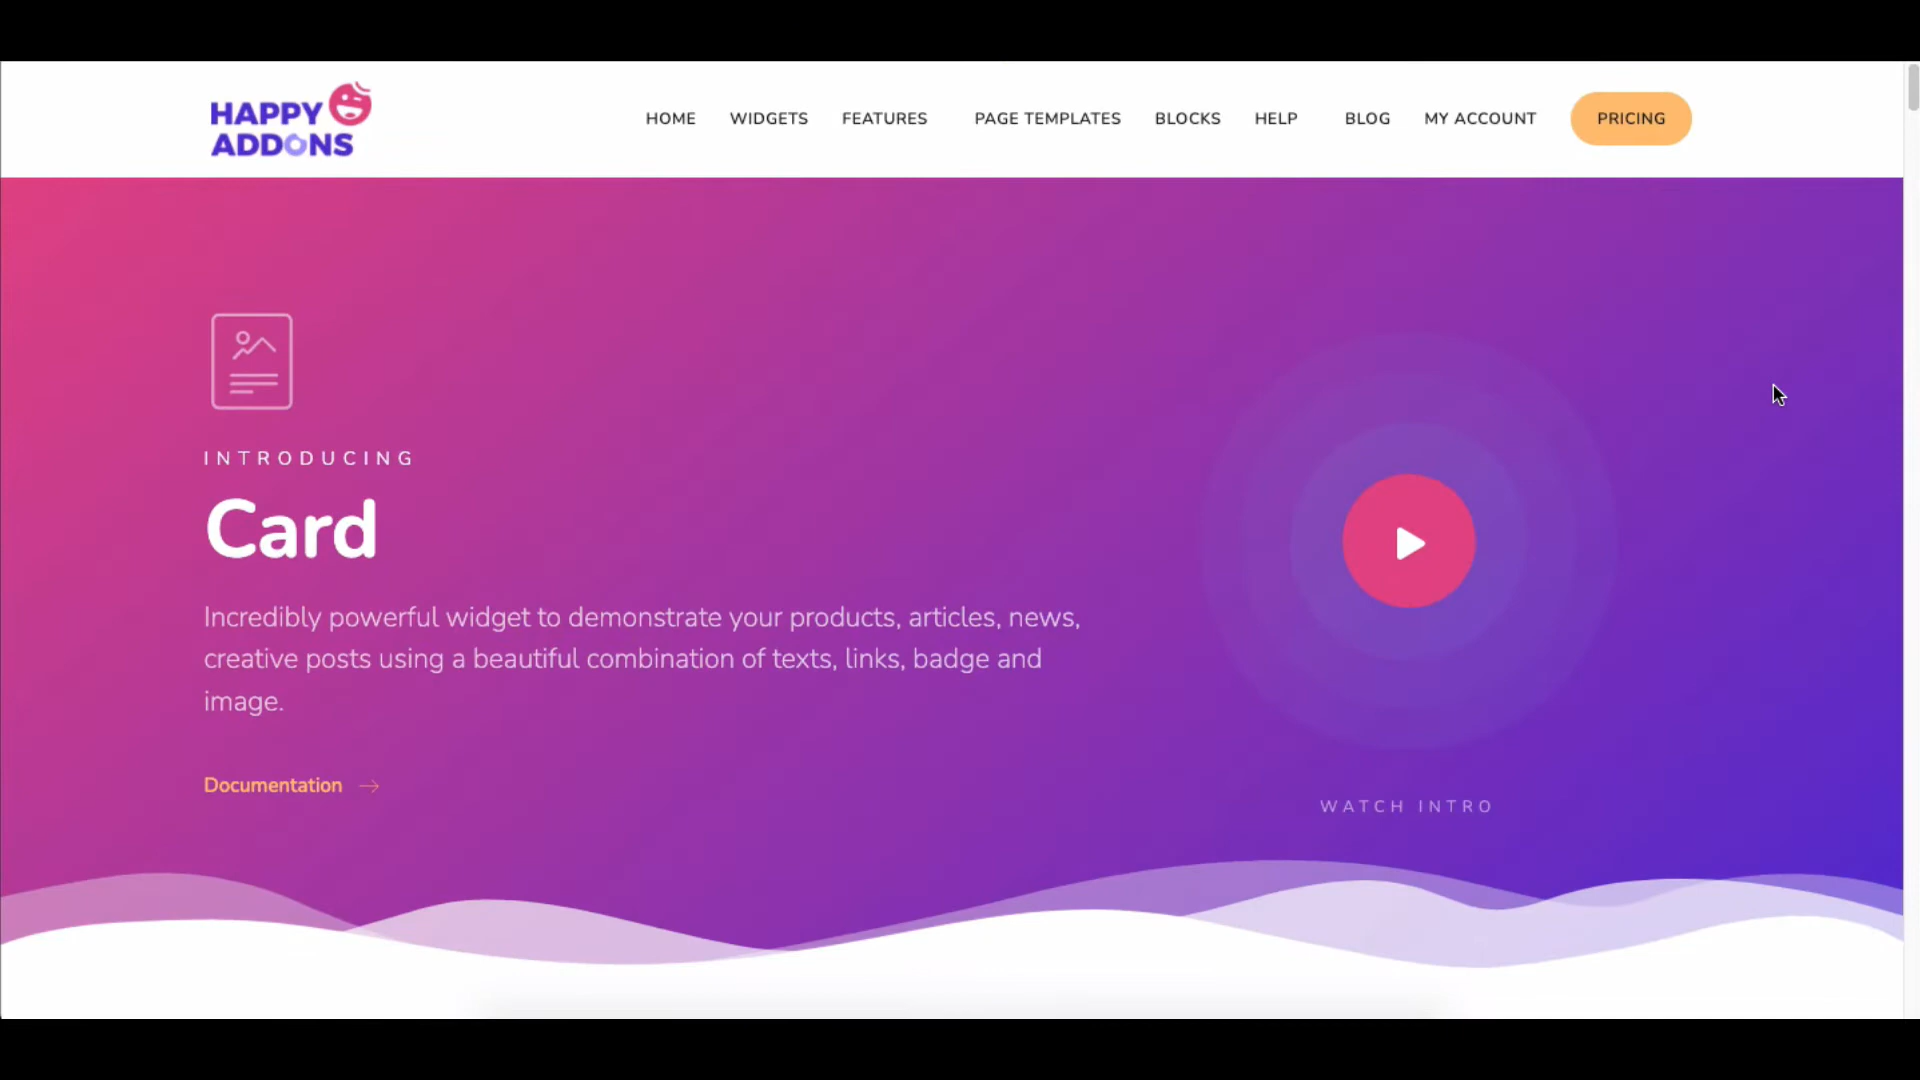 HAPPY
ADDONS
HOME WIDGETS FEATURES PAGE TEMPLATES BLOCKS HELP BLOG MY ACCOUNT PRICING
INTRODUCING
Card
Incredibly powerful widget to demonstrate your products, articles, news,
creative posts using a beautiful combination of texts, links, badge and
image.
Documentation
WATCH INTRO